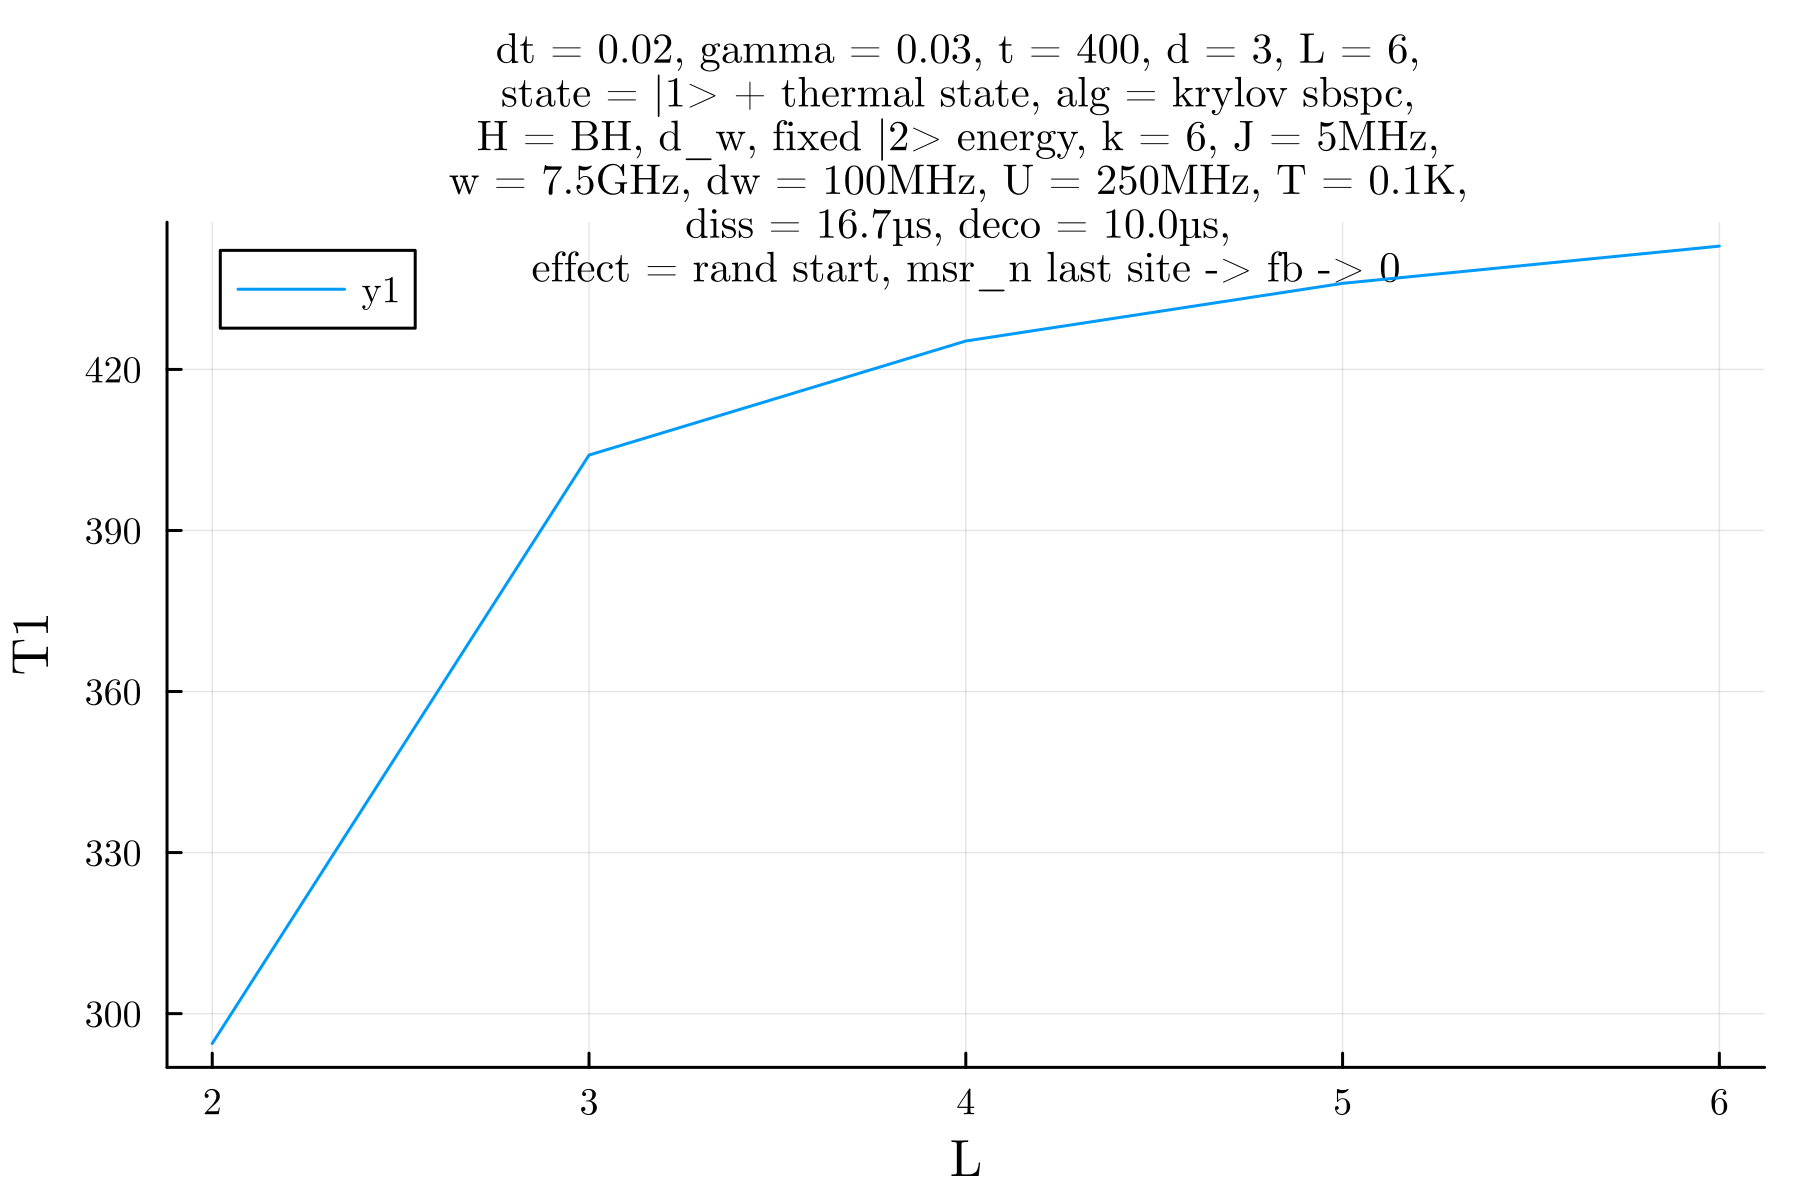 dt = 0.02, gamma = 0.03, t = 400, d = 3, L = 6,
state = |1> + thermal state, alg = krylov sbspc,
H = BH, d_w, fixed |2> energy, k = 6, J = 5MHz,
w = 7.5GHz, dw = 100MHz, U = 250MHz, T = 0.1K,
diss = 16.7µs, deco = 10.0µs,
effect = rand start, msr_n last site -> fb -> 0
y1
420
390
360
330
300
T1
2 3 4 5 6
L